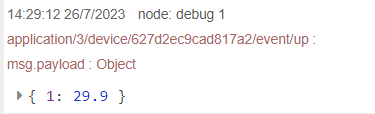 14:29:12 26/7/2023 node: debug 1
application/3/device/627d2ec9cad817a2/event/up :
msg.payload : Object
{ 1: 29.9 }